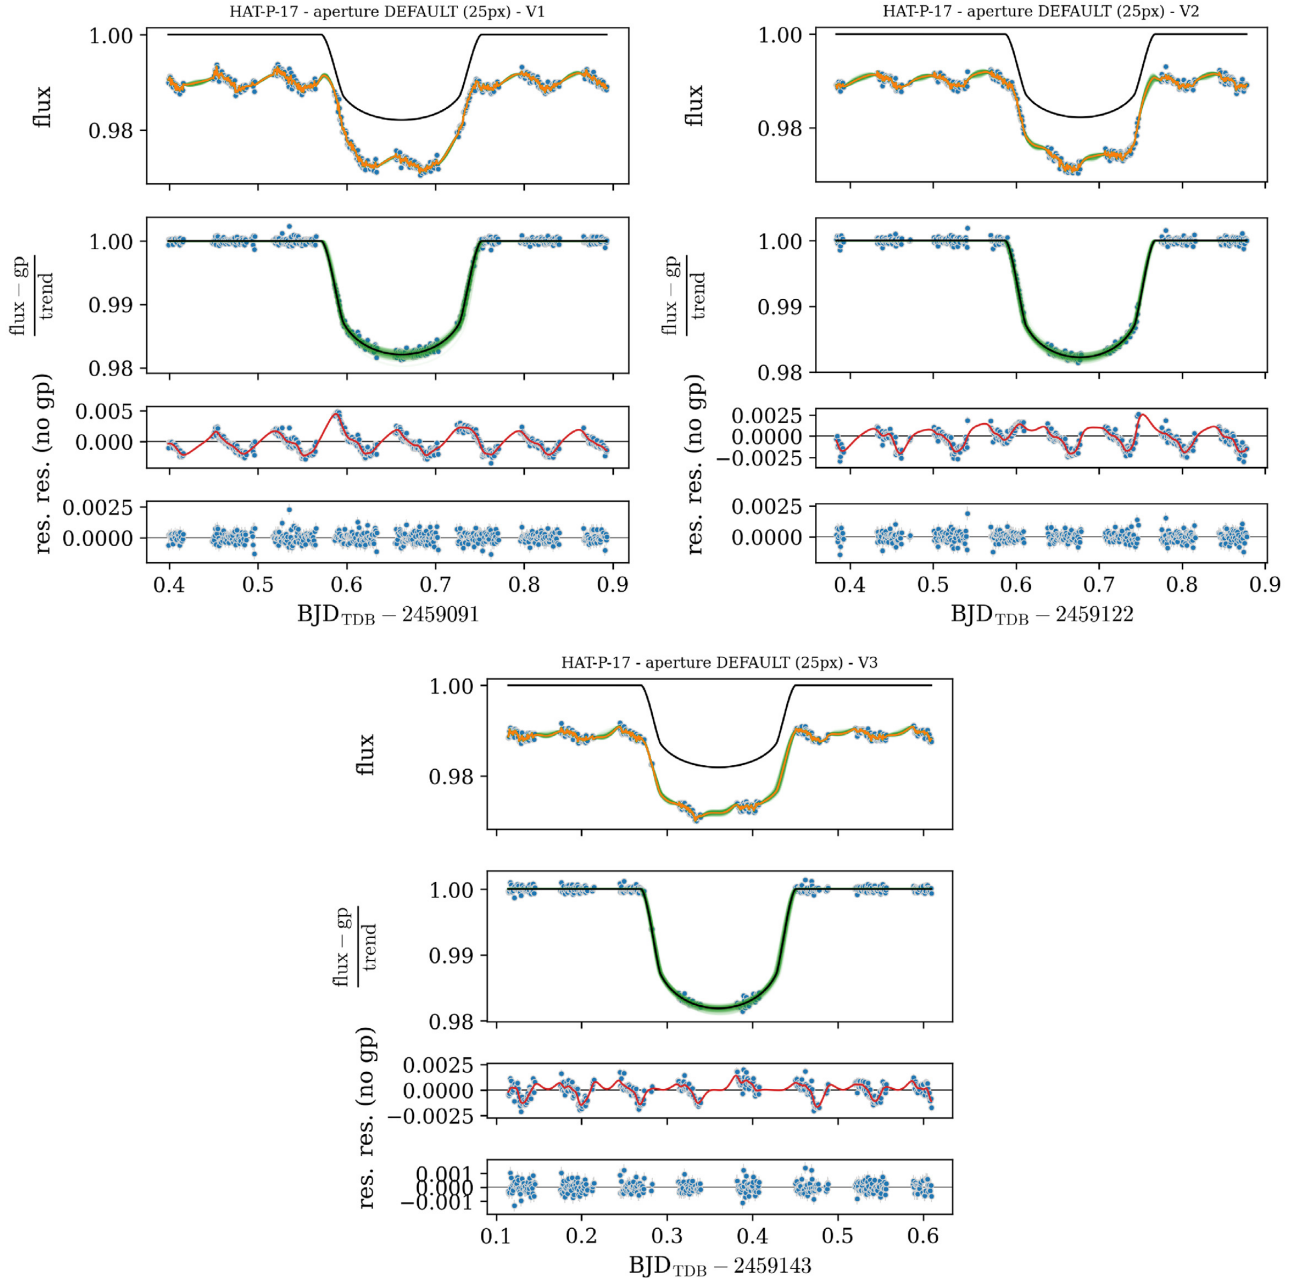 HAT-P-17 - aperture DEFAULT (25px) - V1
1.00
0.98
flux
1.00
0.99
0.98
flux − gp
trend
0.005
0.000
res. (no gp)
0.0025
0.0000
res.
0.4 0.5 0.6 0.7 0.8 0.9
BJD_TDB − 2459091
HAT-P-17 - aperture DEFAULT (25px) - V2
1.00
0.98
flux
1.00
0.99
0.98
flux − gp
trend
0.0025
0.0000
−0.0025
res. (no gp)
0.0025
0.0000
res.
0.4 0.5 0.6 0.7 0.8 0.9
BJD_TDB − 2459122
HAT-P-17 - aperture DEFAULT (25px) - V3
1.00
0.98
flux
1.00
0.99
0.98
flux − gp
trend
0.0025
0.0000
−0.0025
res. (no gp)
0.001
0.000
−0.001
res.
0.1 0.2 0.3 0.4 0.5 0.6
BJD_TDB − 2459143